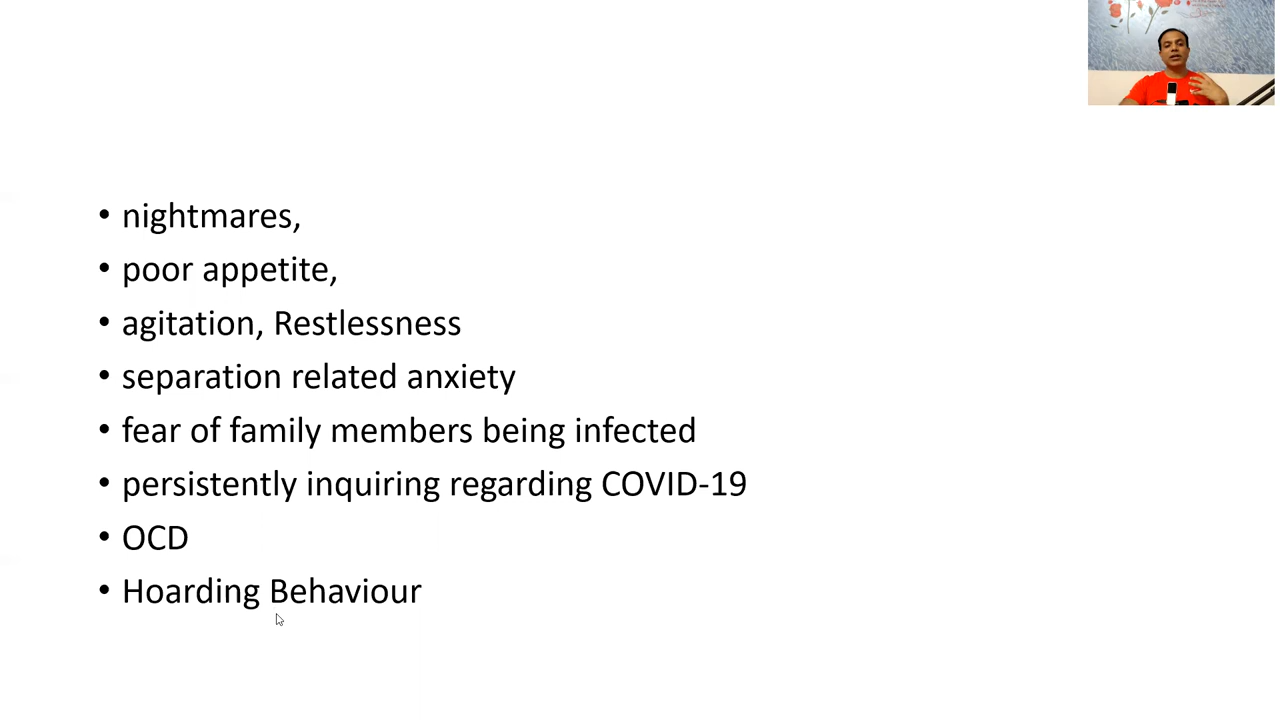 • nightmares,
• poor appetite,
• agitation, Restlessness
• separation related anxiety
• fear of family members being infected
• persistently inquiring regarding COVID-19
• OCD
• Hoarding Behaviour